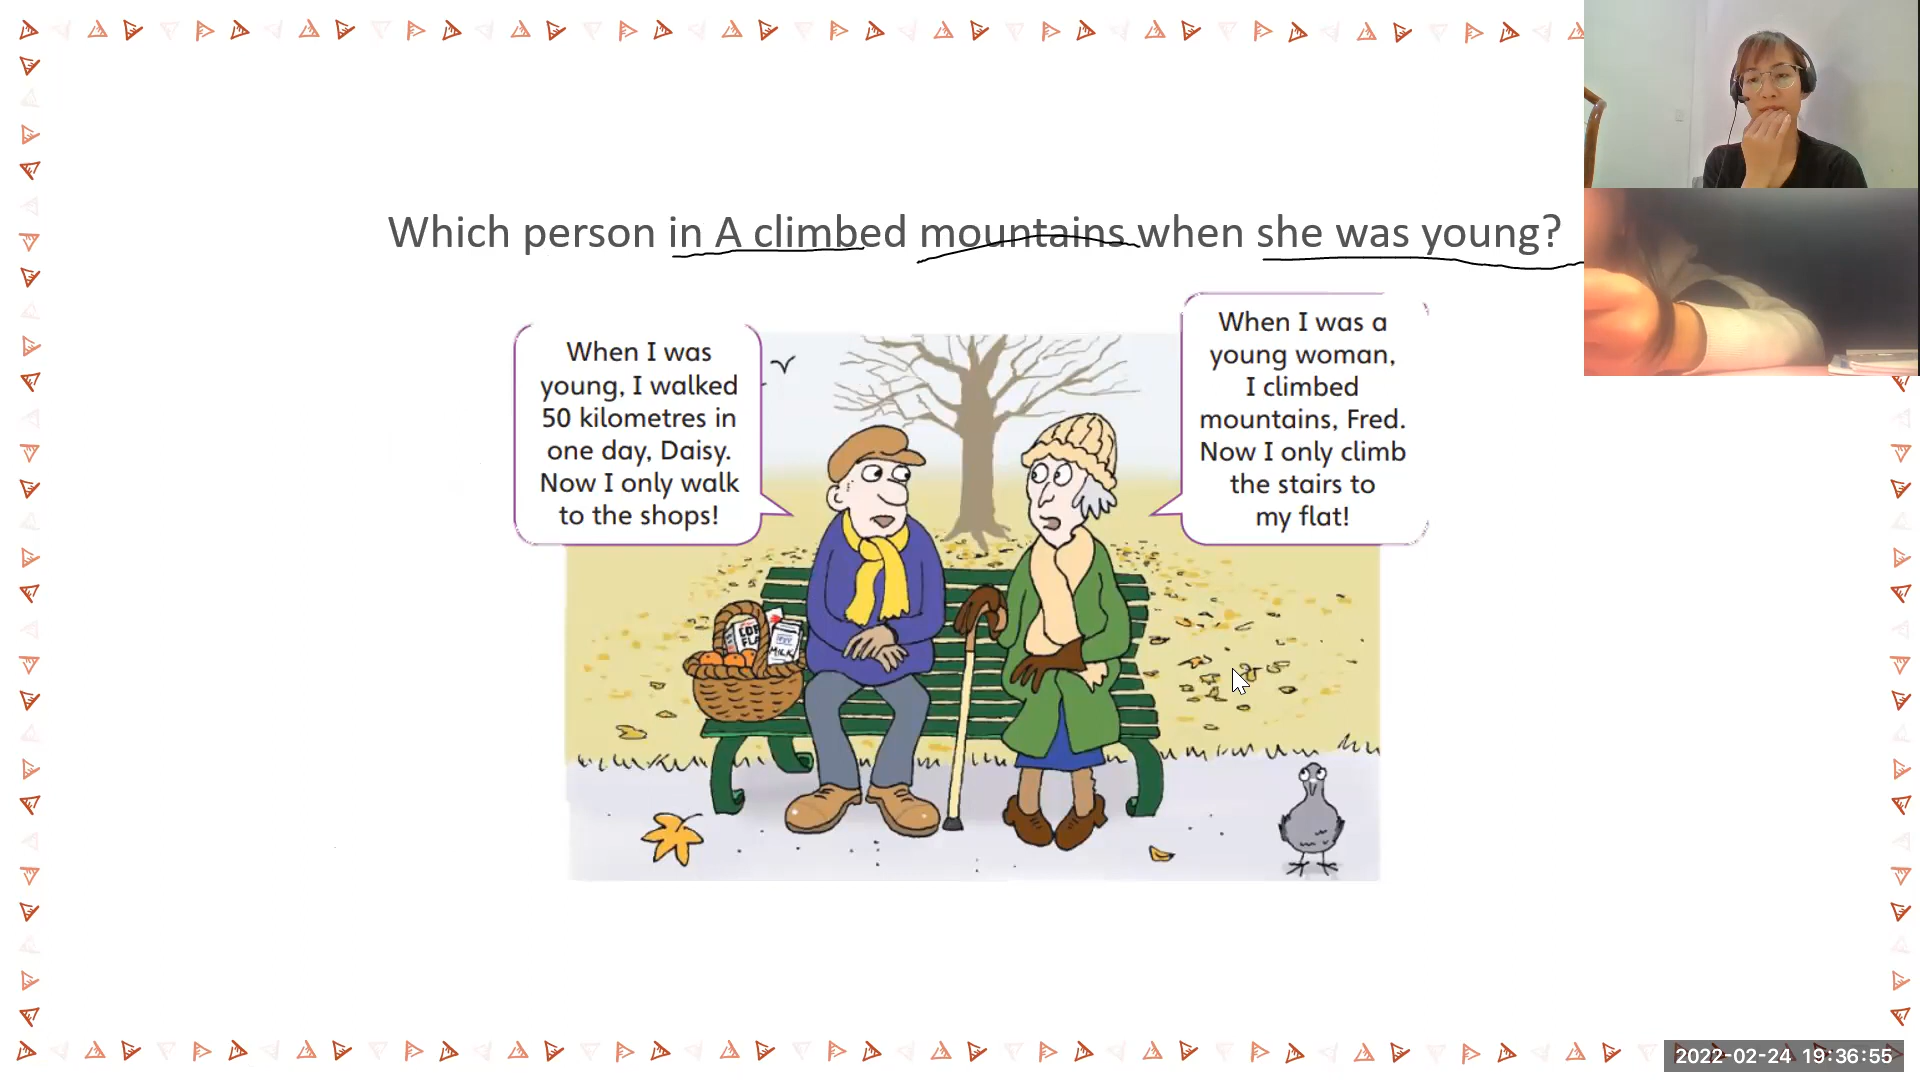 Which person in A climbed mountains when she was young?
When I was
young, I walked
50 kilometres in
one day, Daisy.
Now I only walk
to the shops!
When I was a
young woman,
I climbed
mountains, Fred.
Now I only climb
the stairs to
my flat!
MILK
2022-02-24 19:36:55